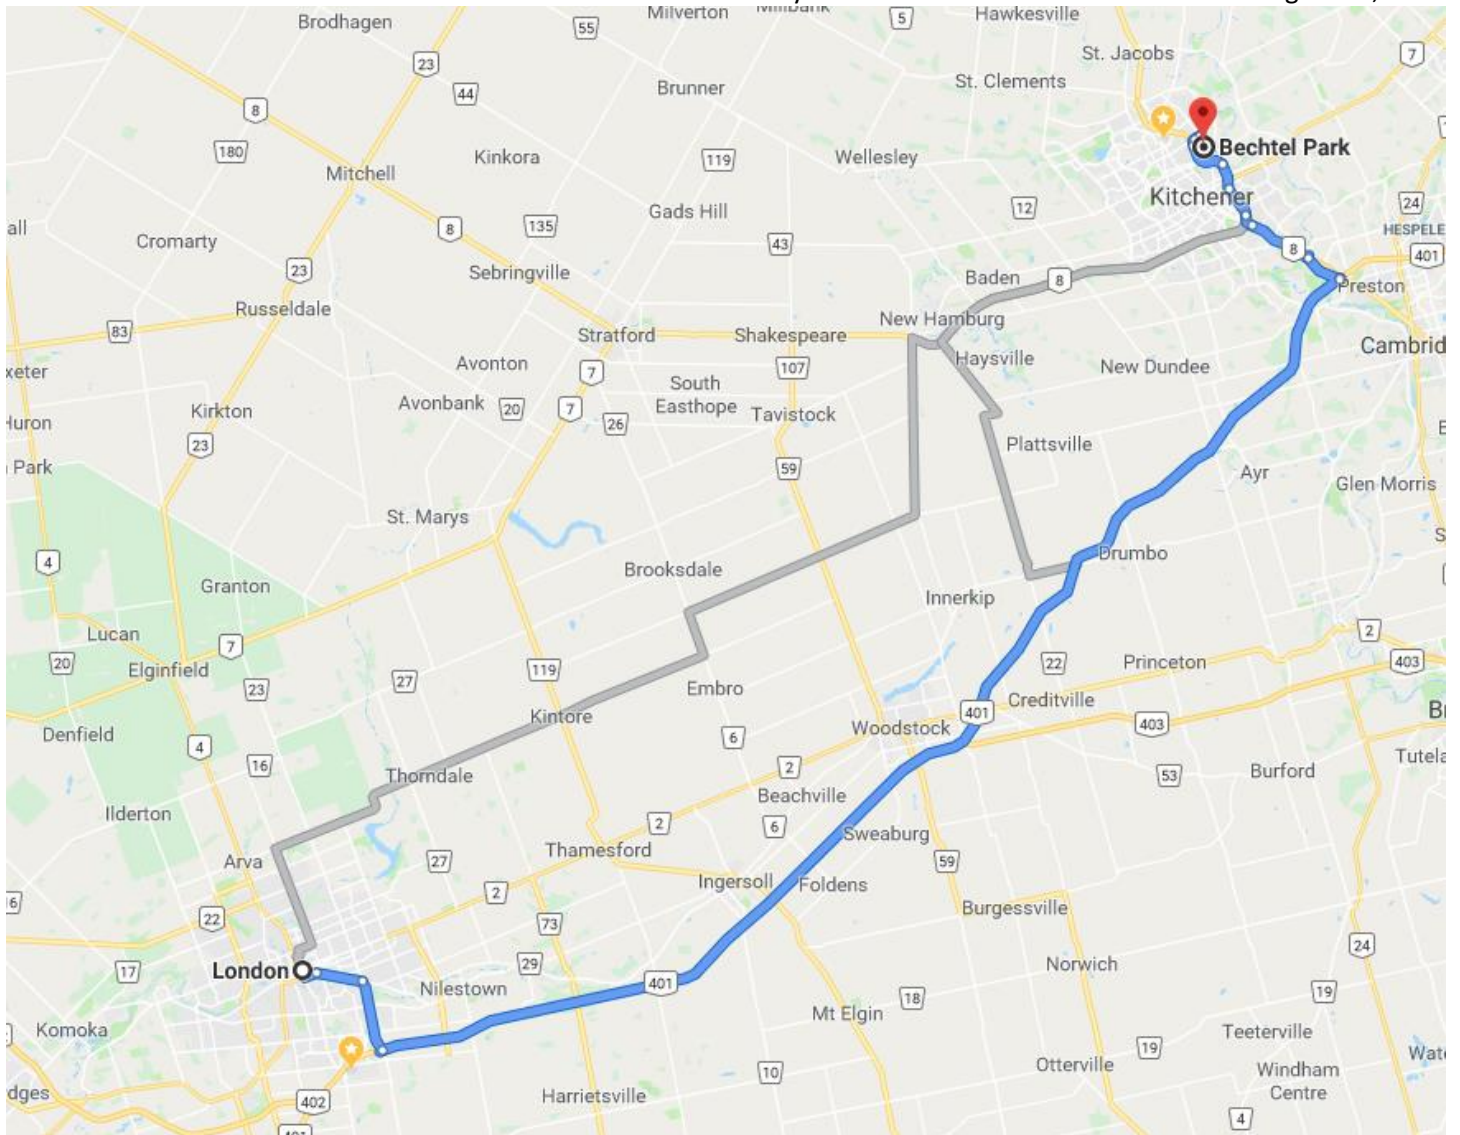 Brodhagen
55
Milverton
5
Hawkesville
23
St. Jacobs
7
44
Brunner
St. Clements
8
180
Kinkora
119
Wellesley
Bechtel Park
Mitchell
Kitchener
Gads Hill
12
24
8
135
43
HESPELE
Cromarty
all
8
401
23
Sebringville
Baden
8
Preston
Russeldale
83
Stratford
Shakespeare
New Hamburg
Cambrid
Avonton
7
107
Haysville
New Dundee
xeter
South
Easthope
Avonbank
20
7
26
Tavistock
Kirkton
Huron
23
Plattsville
Park
59
Ayr
Glen Morris
St. Marys
4
Brooksdale
Drumbo
Granton
Innerkip
Lucan
7
2
20
Elginfield
119
22
Princeton
403
27
23
Embro
Creditville
Kintore
401
403
Denfield
4
6
Woodstock
16
Thorndale
2
53
Burford
Tutela
Beachville
Ilderton
2
6
Sweaburg
Arva
27
Thamesford
59
Ingersoll
Foldens
2
22
73
Burgessville
24
London
17
29
401
Norwich
Nilestown
18
19
Komoka
Mt Elgin
Teeterville
19
Otterville
10
Windham
Centre
dges
402
Harrietsville
4
401